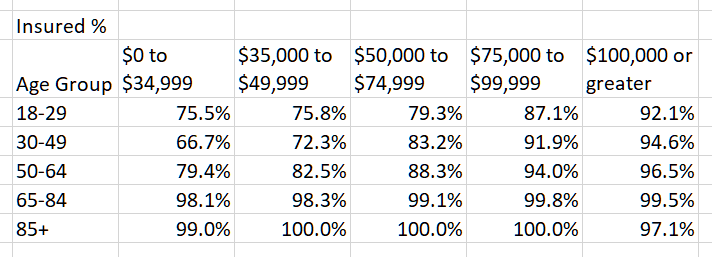 Insured %
$0 to $35,000 to $50,000 to $75,000 to $100,000 or
Age Group $34,999 $49,999 $74,999 $99,999 greater
18-29 75.5% 75.8% 79.3% 87.1% 92.1%
30-49 66.7% 72.3% 83.2% 91.9% 94.6%
50-64 79.4% 82.5% 88.3% 94.0% 96.5%
65-84 98.1% 98.3% 99.1% 99.8% 99.5%
85+ 99.0% 100.0% 100.0% 100.0% 97.1%